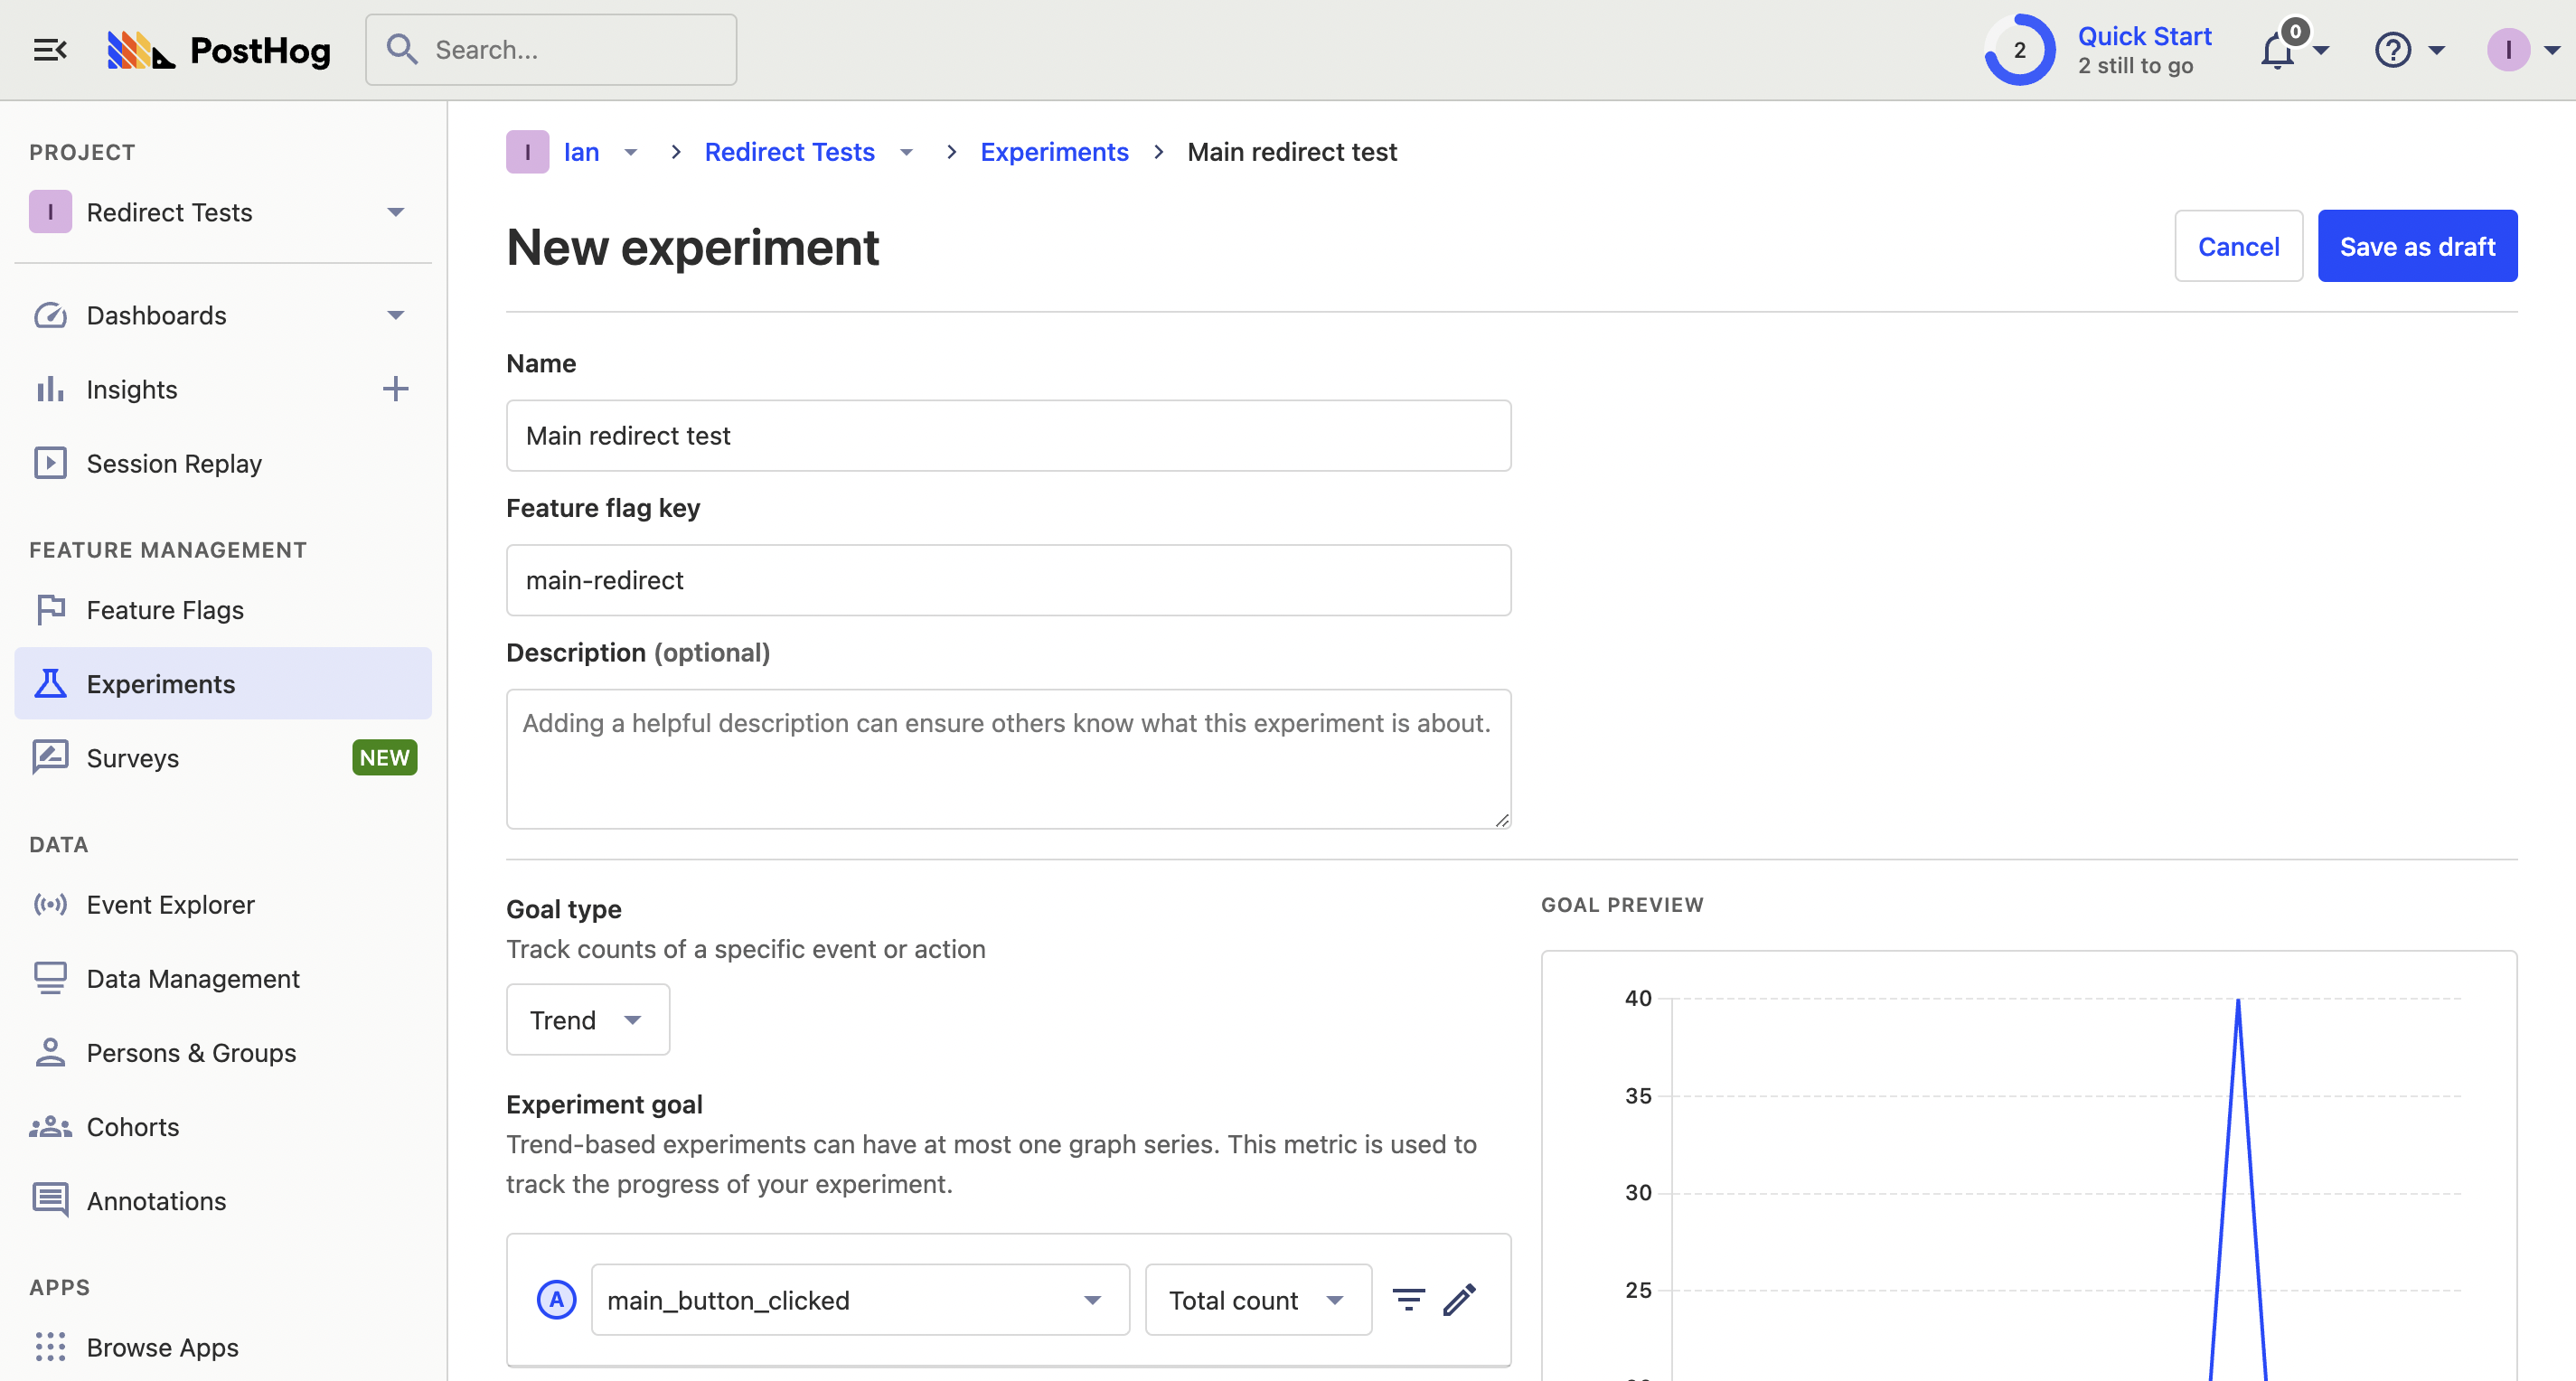 PostHog
Search...
2
Quick Start
2 still to go
0
I
PROJECT
I Redirect Tests
Dashboards
Insights
Session Replay
FEATURE MANAGEMENT
Feature Flags
Experiments
Surveys NEW
DATA
Event Explorer
Data Management
Persons & Groups
Cohorts
Annotations
APPS
Browse Apps
I Ian > Redirect Tests > Experiments > Main redirect test
New experiment
Cancel
Save as draft
Name
Main redirect test
Feature flag key
main-redirect
Description (optional)
Adding a helpful description can ensure others know what this experiment is about.
Goal type
Track counts of a specific event or action
Trend
Experiment goal
Trend-based experiments can have at most one graph series. This metric is used to
track the progress of your experiment.
A main_button_clicked Total count
GOAL PREVIEW
40
35
30
25